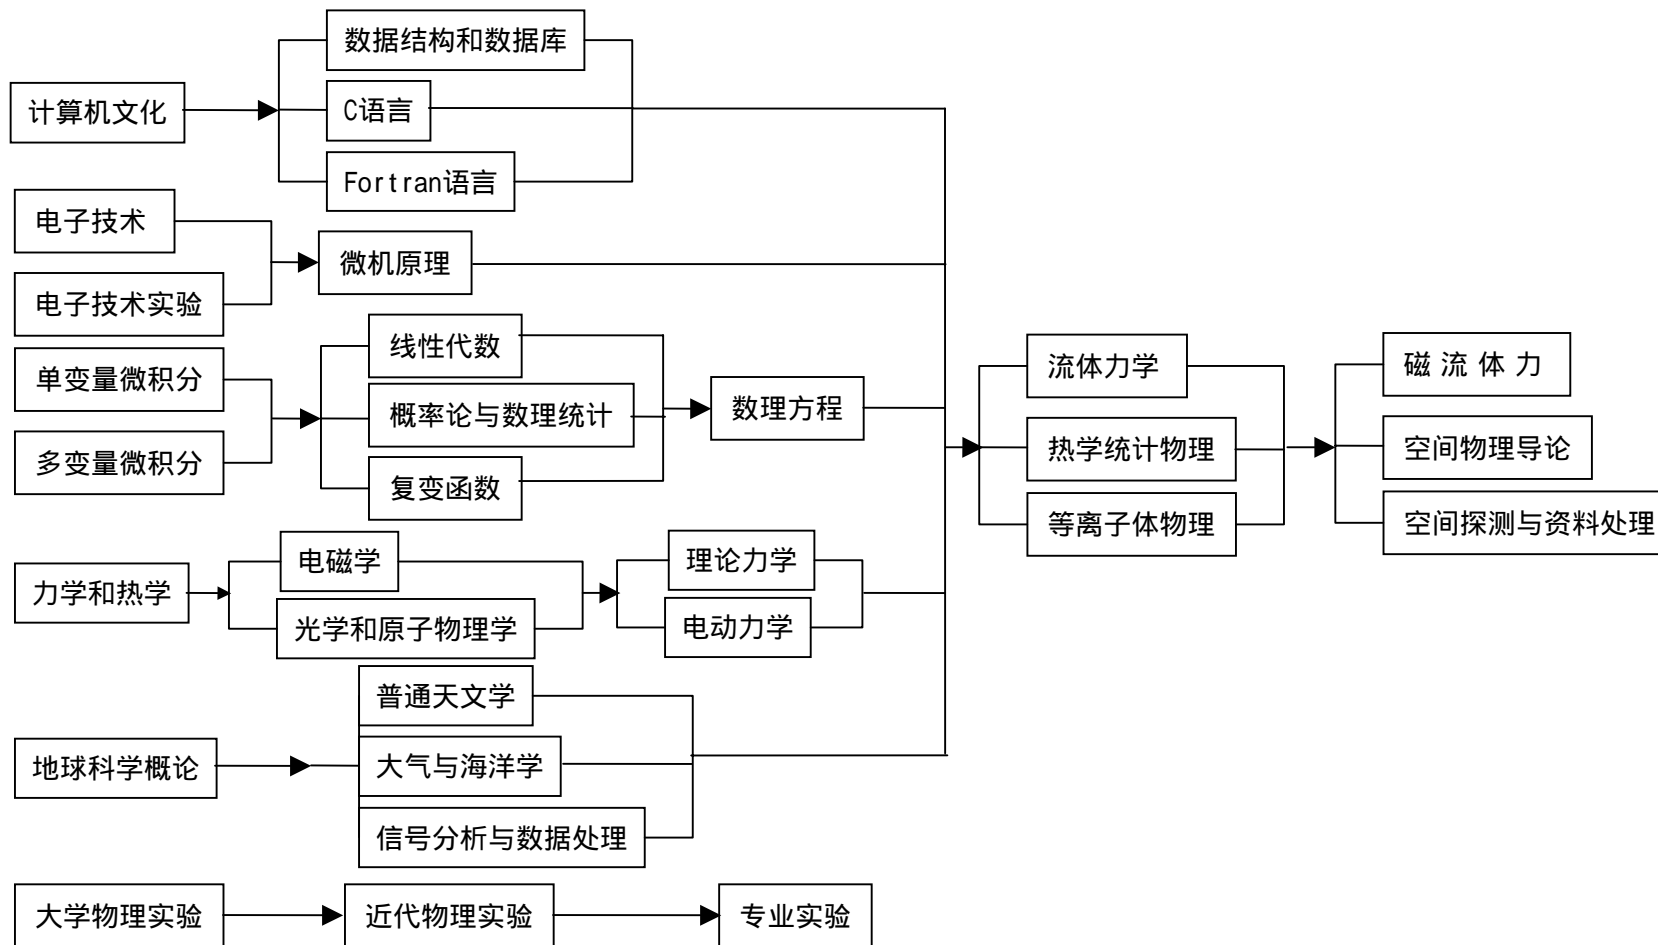 数据结构和数据库
计算机文化
C语言
Fortran语言
电子技术
微机原理
电子技术实验
线性代数
单变量微积分
概率论与数理统计
数理方程
多变量微积分
复变函数
流体力学
磁流体力
热学统计物理
空间物理导论
等离子体物理
空间探测与资料处理
电磁学
理论力学
力学和热学
光学和原子物理学
电动力学
普通天文学
地球科学概论
大气与海洋学
信号分析与数据处理
大学物理实验
近代物理实验
专业实验